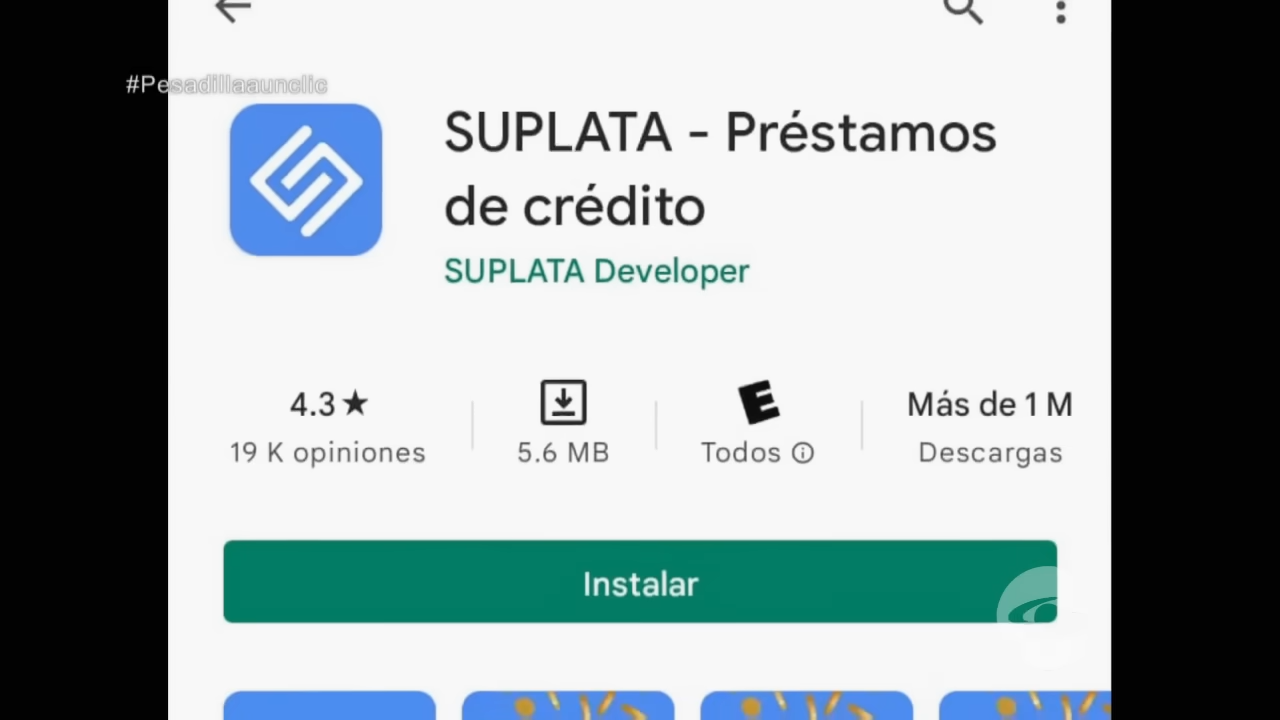 #Pesadillaaunclic
SUPLATA - Préstamos
de crédito
SUPLATA Developer
4.3★
19 K opiniones
5.6 MB
E
Todos
Más de 1 M
Descargas
Instalar